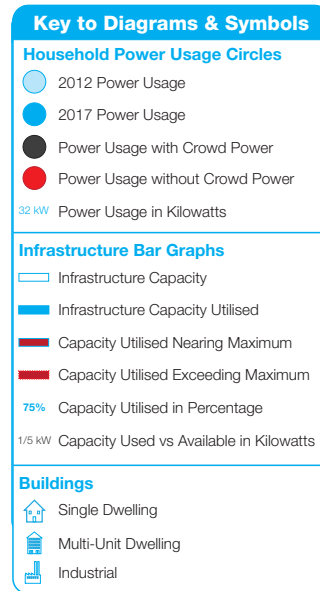 Key to Diagrams & Symbols
Household Power Usage Circles
2012 Power Usage
2017 Power Usage
Power Usage with Crowd Power
Power Usage without Crowd Power
32 kW Power Usage in Kilowatts
Infrastructure Bar Graphs
Infrastructure Capacity
Infrastructure Capacity Utilised
Capacity Utilised Nearing Maximum
Capacity Utilised Exceeding Maximum
75% Capacity Utilised in Percentage
1/5 kW Capacity Used vs Available in Kilowatts
Buildings
Single Dwelling
Multi-Unit Dwelling
Industrial